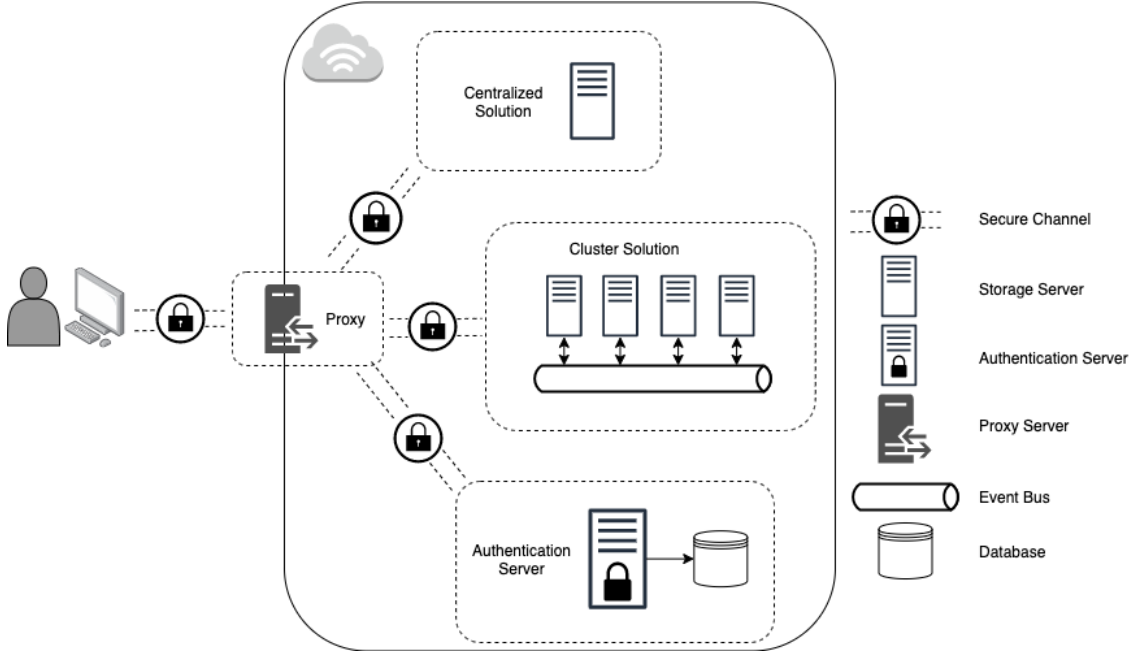 Centralized
Solution
Cluster Solution
Proxy
Authentication
Server
Secure Channel
Storage Server
Authentication Server
Proxy Server
Event Bus
Database